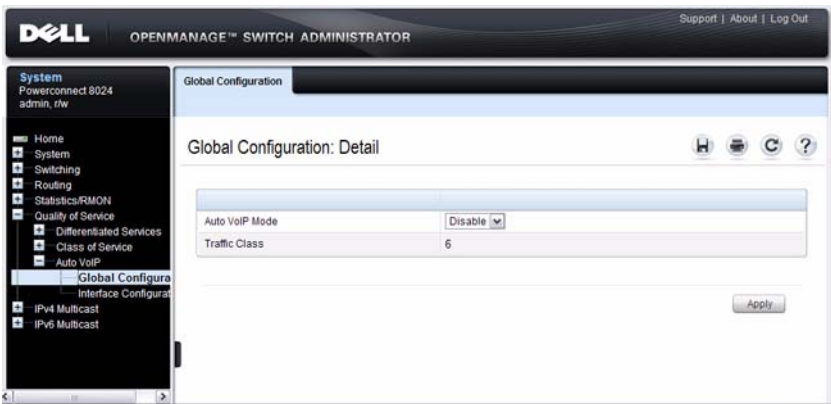 Support | About | Log Out
DELL
OPENMANAGE™ SWITCH ADMINISTRATOR
System
Powerconnect 8024
admin, r/w
Global Configuration
Home
System
Switching
Routing
Statistics/RMON
Quality of Service
Differentiated Services
Class of Service
Auto VoIP
Global Configura
Interface Configurat
IPv4 Multicast
IPv6 Multicast
Global Configuration: Detail
Auto VoIP Mode Disable
Traffic Class 6
Apply